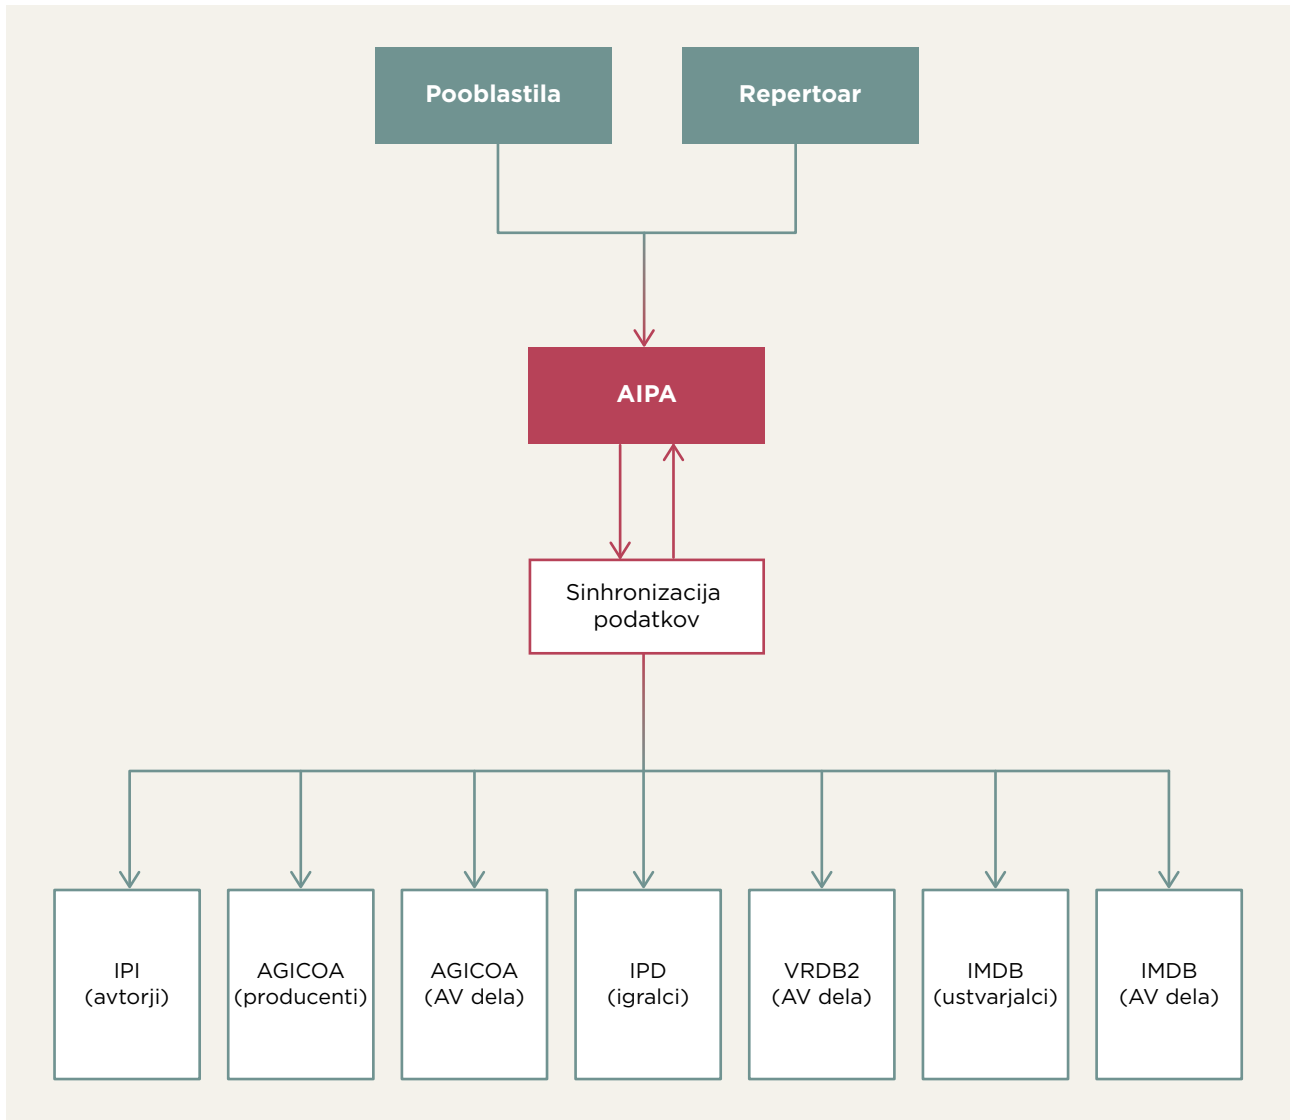 Pooblastila
Repertoar
AIPA
Sinhronizacija
podatkov
IPI
(avtorji)
AGICOA
(producenti)
AGICOA
(AV dela)
IPD
(igralci)
VRDB2
(AV dela)
IMDB
(ustvarjalci)
IMDB
(AV dela)